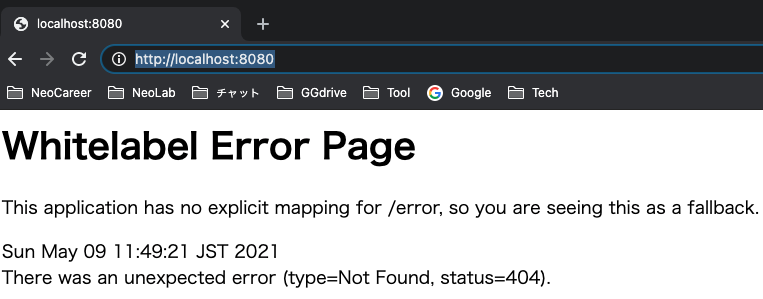 localhost:8080
http://localhost:8080
NeoCareer NeoLab チャット GGdrive Tool Google Tech
Whitelabel Error Page
This application has no explicit mapping for /error, so you are seeing this as a fallback.
Sun May 09 11:49:21 JST 2021
There was an unexpected error (type=Not Found, status=404).